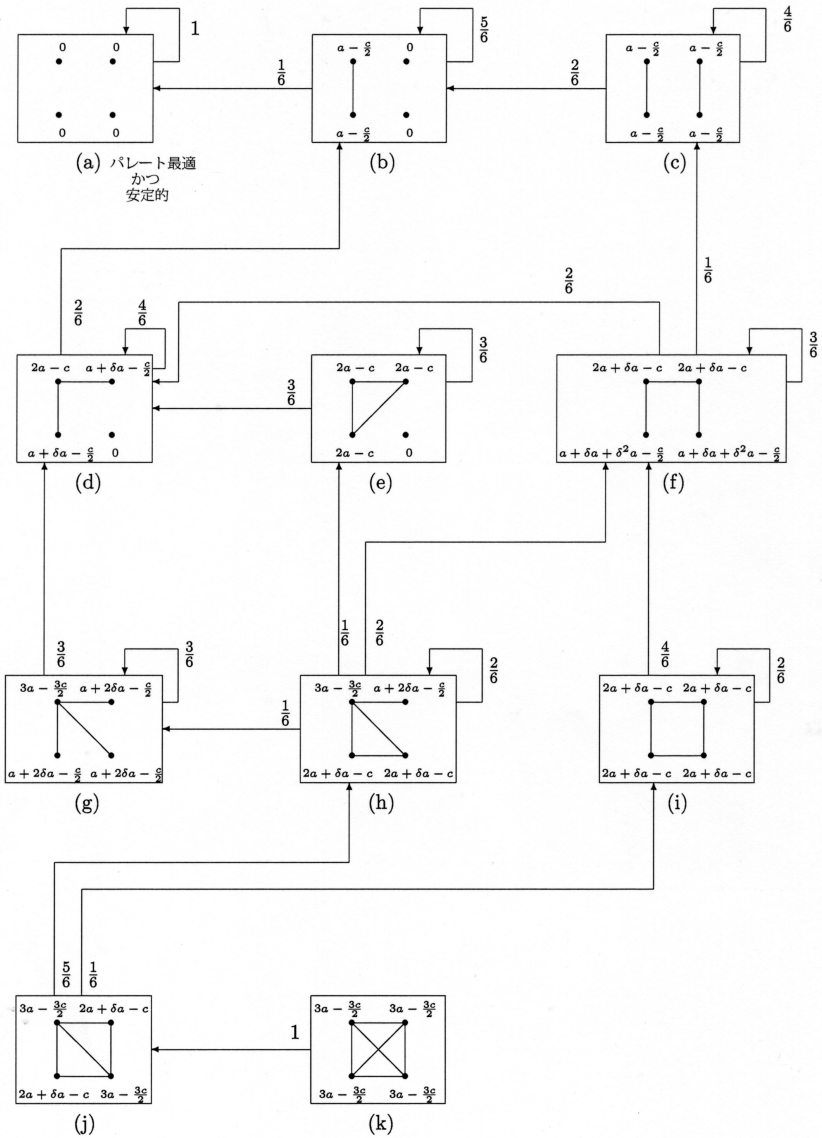 0 0 1
0 0
(a) パレート最適
かつ
安定的
1/6
a − c/2 0 5/6
a − c/2 0
(b)
2/6
a − c/2 a − c/2 4/6
a − c/2 a − c/2
(c)
2/6 4/6
2a − c a + δa − c/2
a + δa − c/2 0
(d)
3/6
2a − c 2a − c 3/6
2a − c 0
(e)
2/6 1/6
2a + δa − c 2a + δa − c 3/6
a + δa + δ²a − c/2 a + δa + δ²a − c/2
(f)
3/6 3/6
3a − 3c/2 a + 2δa − c/2
a + 2δa − c/2 a + 2δa − c/2
(g)
1/6
1/6 2/6 2/6
3a − 3c/2 a + 2δa − c/2
2a + δa − c 2a + δa − c
(h)
4/6 2/6
2a + δa − c 2a + δa − c
2a + δa − c 2a + δa − c
(i)
5/6 1/6
3a − 3c/2 2a + δa − c
2a + δa − c 3a − 3c/2
(j)
1
3a − 3c/2 3a − 3c/2
3a − 3c/2 3a − 3c/2
(k)